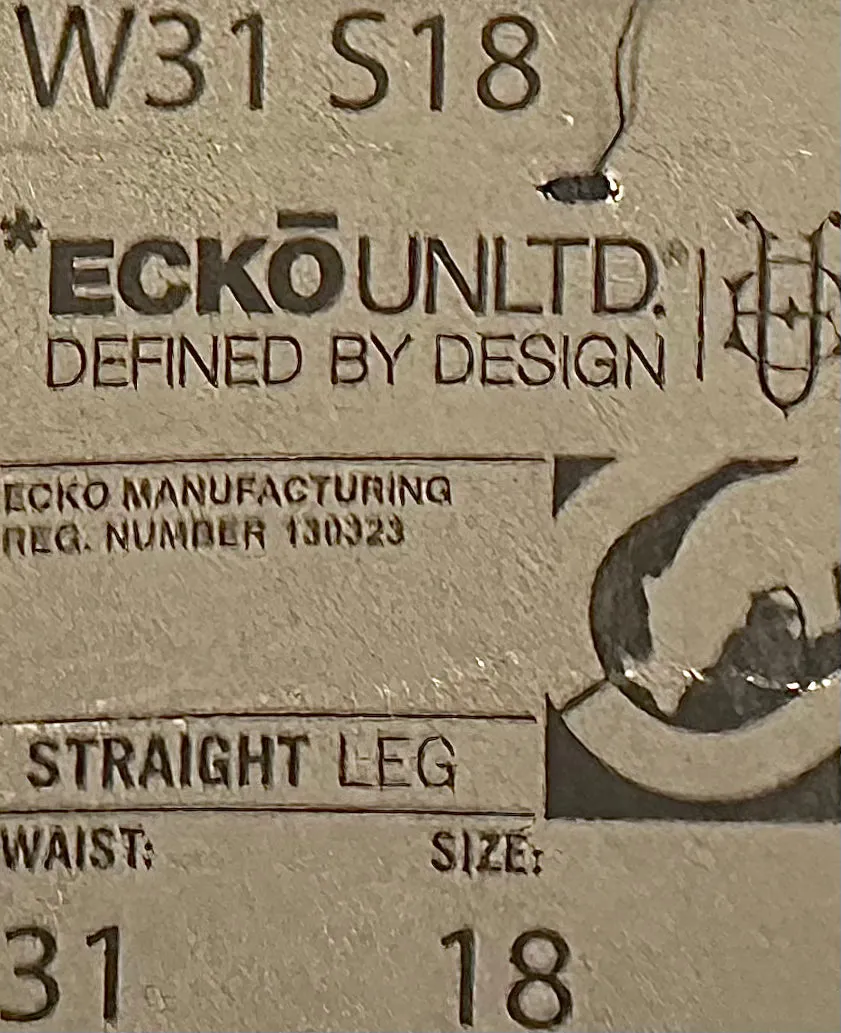 W31 S18
*ECKŌ UNLTD.® |
DEFINED BY DESIGN
ECKO MANUFACTURING
REG. NUMBER 130323
STRAIGHT LEG
WAIST: SIZE:
31 18